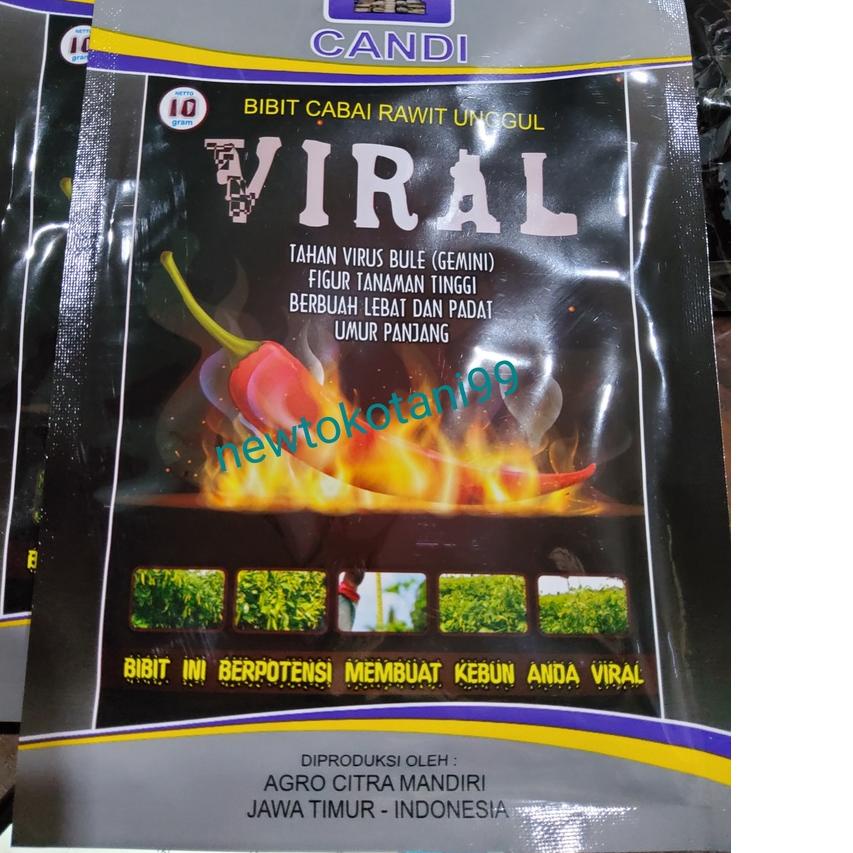 CANDI
NETTO
10
gram
BIBIT CABAI RAWIT UNGGUL
VIRAL
TAHAN VIRUS BULE (GEMINI)
FIGUR TANAMAN TINGGI
BERBUAH LEBAT DAN PADAT
UMUR PANJANG
newtokotani99
BIBIT INI BERPOTENSI MEMBUAT KEBUN ANDA VIRAL
DIPRODUKSI OLEH :
AGRO CITRA MANDIRI
JAWA TIMUR - INDONESIA
10